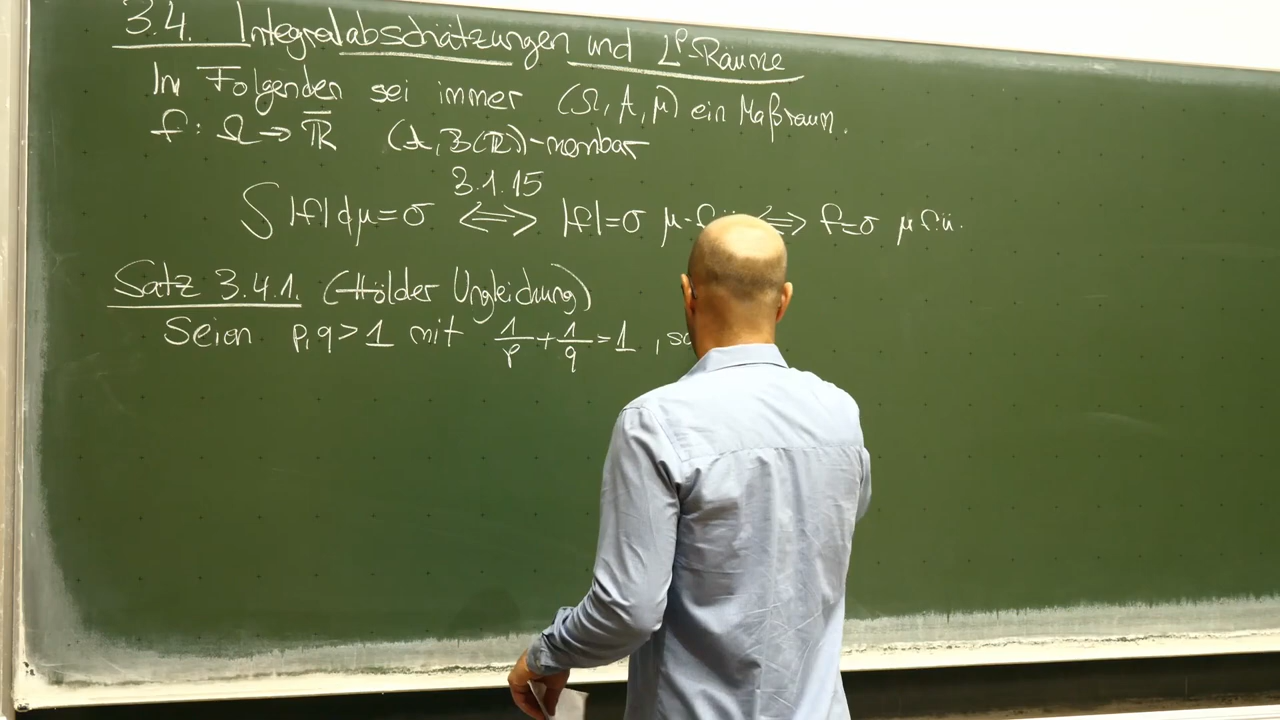 3.4. Integralabschätzungen und Lᵖ-Räume
Im Folgenden sei immer (Ω, A, μ) ein Maßraum.
f: Ω → ℝ̅ (A, B(ℝ̅))-messbar
3.1.15
∫ |f| dμ = 0 ⟺ |f| = 0 μ-f.ü. ⟺ f = 0 μ f.ü.
Satz 3.4.1. (Hölder Ungleichung)
Seien p, q > 1 mit 1/p + 1/q = 1,